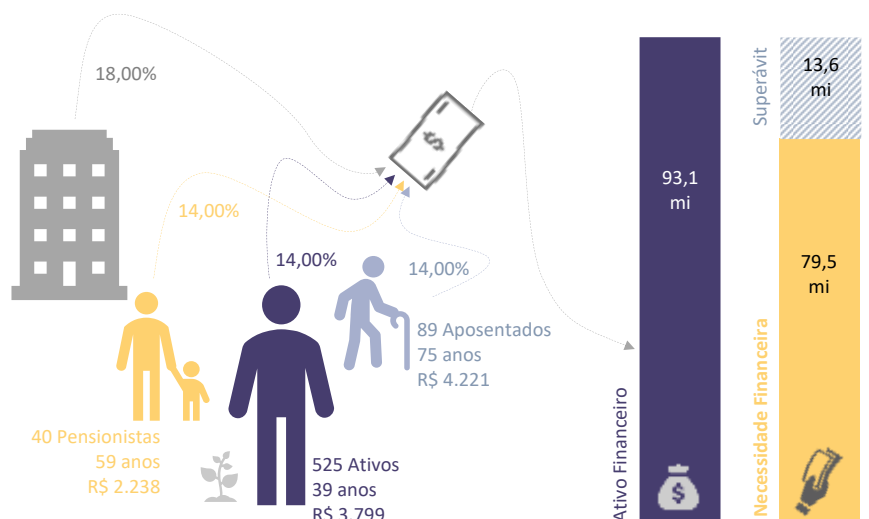 18,00%
14,00%
14,00%
14,00%
$
40 Pensionistas
59 anos
R$ 2.238
525 Ativos
39 anos
R$ 3.799
89 Aposentados
75 anos
R$ 4.221
Ativo Financeiro
93,1
mi
$
Superávit
13,6
mi
Necessidade Financeira
79,5
mi